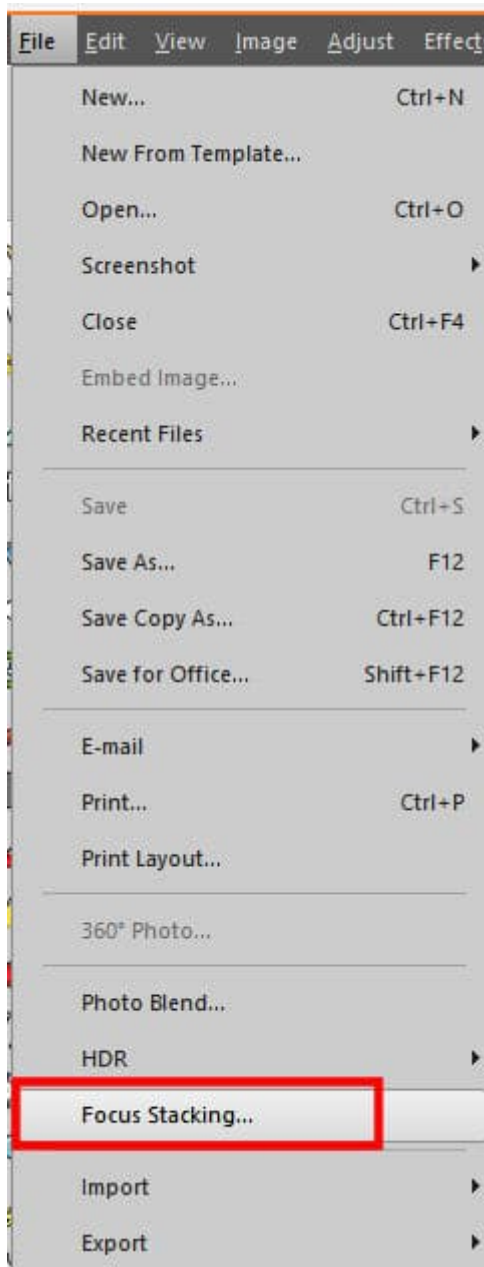 File Edit View Image Adjust Effect
New... Ctrl+N
New From Template...
Open... Ctrl+O
Screenshot
Close Ctrl+F4
Embed Image...
Recent Files
Save Ctrl+S
Save As... F12
Save Copy As... Ctrl+F12
Save for Office... Shift+F12
E-mail
Print... Ctrl+P
Print Layout...
360° Photo...
Photo Blend...
HDR
Focus Stacking...
Import
Export